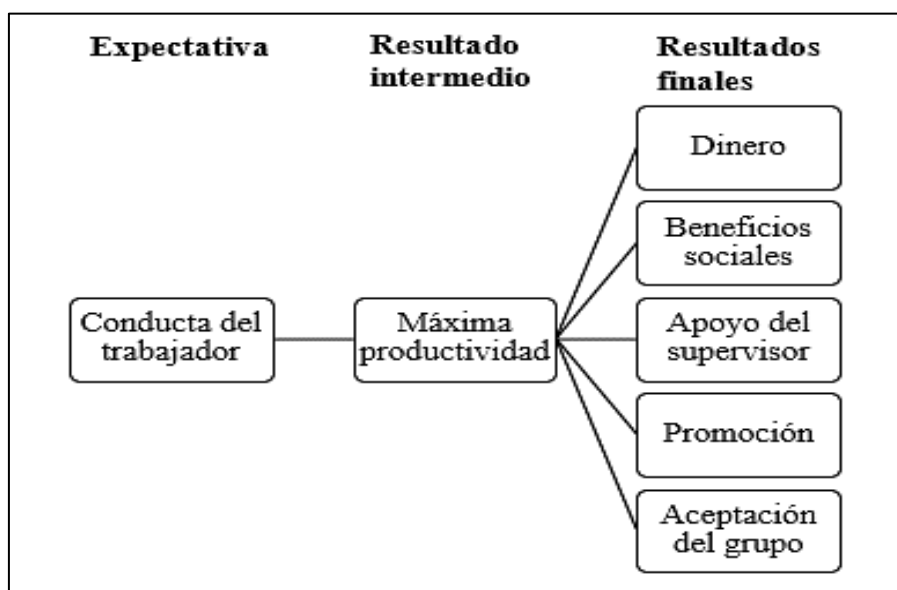 Expectativa
Resultado
intermedio
Resultados
finales
Conducta del
trabajador
Máxima
productividad
Dinero
Beneficios
sociales
Apoyo del
supervisor
Promoción
Aceptación
del grupo